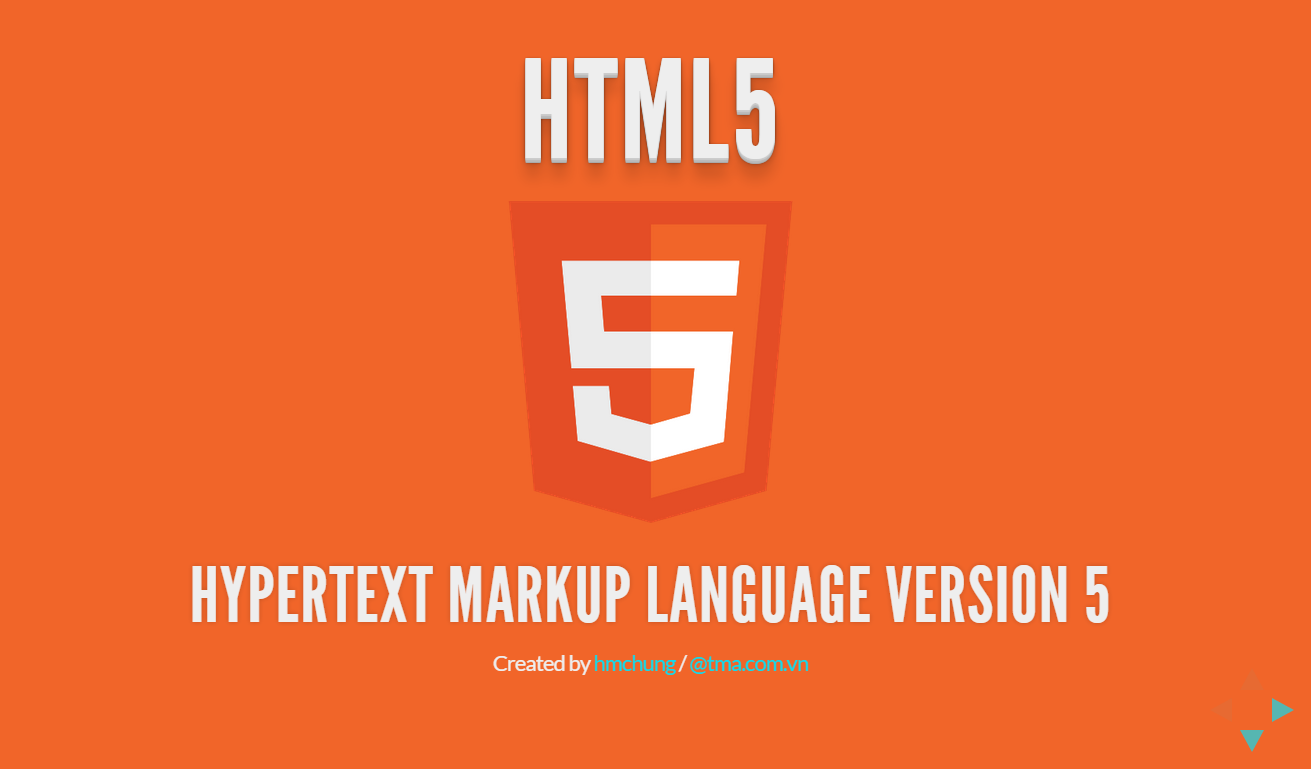 HTML5
5
HYPERTEXT MARKUP LANGUAGE VERSION 5
Created by hmchung / @tma.com.vn